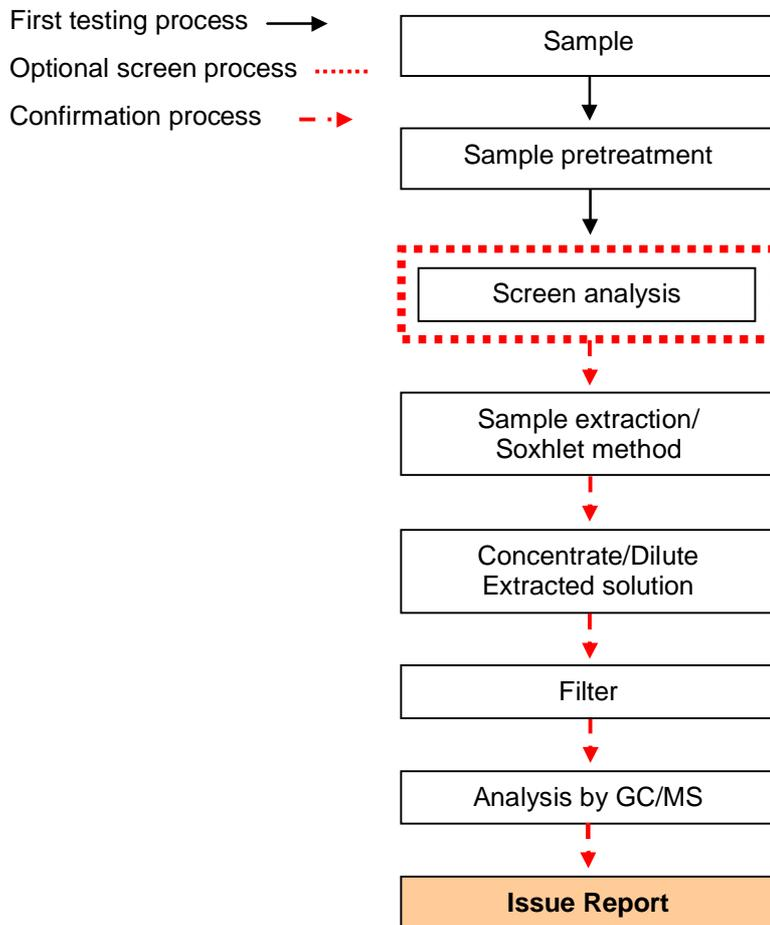 First testing process
Optional screen process
Confirmation process
Sample
Sample pretreatment
Screen analysis
Sample extraction/
Soxhlet method
Concentrate/Dilute
Extracted solution
Filter
Analysis by GC/MS
Issue Report